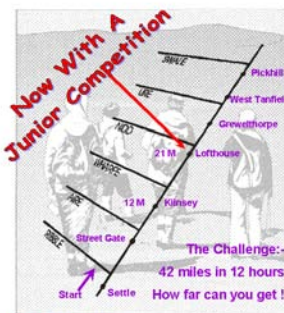 Now With A
Junior Competition
SWALE
Pickhill
URE
West Tanfield
Grewelthorpe
NIDD
21 M
Lofthouse
WHARFE
12 M
Kilnsey
AIRE
Street Gate
RIBBLE
Start
Settle
The Challenge:-
42 miles in 12 hours
How far can you get !